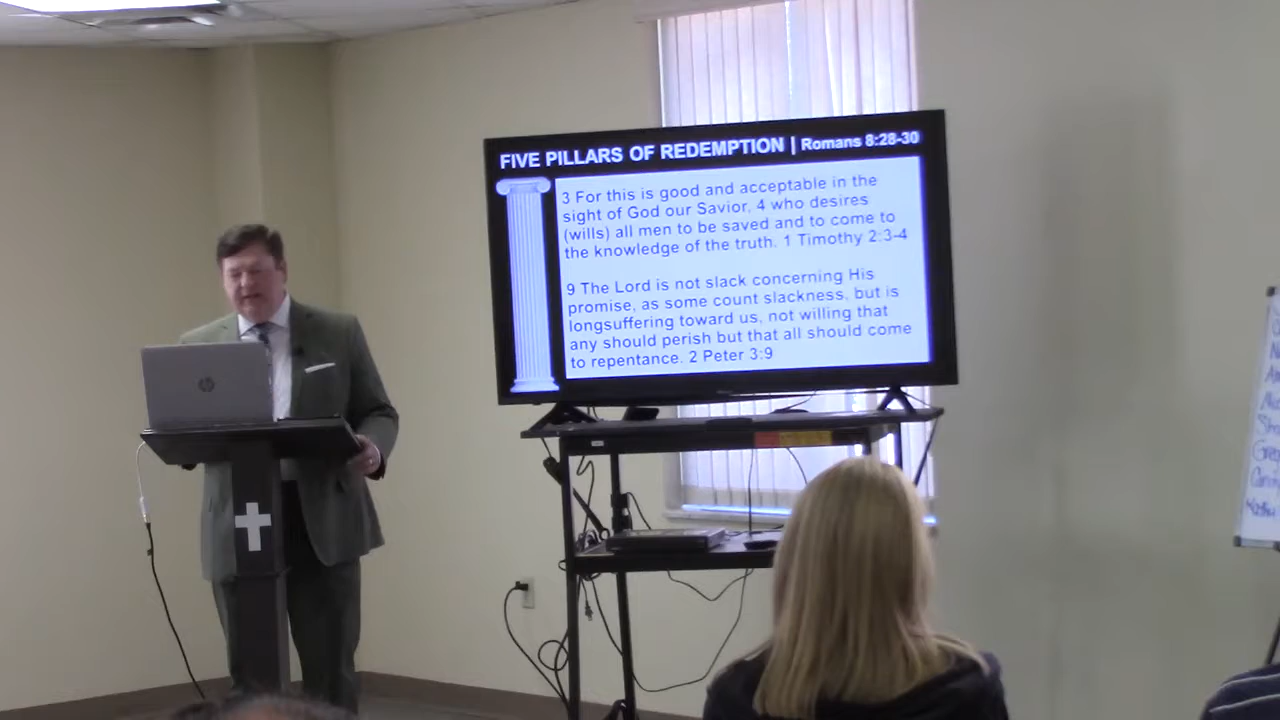 FIVE PILLARS OF REDEMPTION | Romans 8:28-30
3 For this is good and acceptable in the
sight of God our Savior, 4 who desires
(wills) all men to be saved and to come to
the knowledge of the truth. 1 Timothy 2:3-4
9 The Lord is not slack concerning His
promise, as some count slackness, but is
longsuffering toward us, not willing that
any should perish but that all should come
to repentance. 2 Peter 3:9
hp